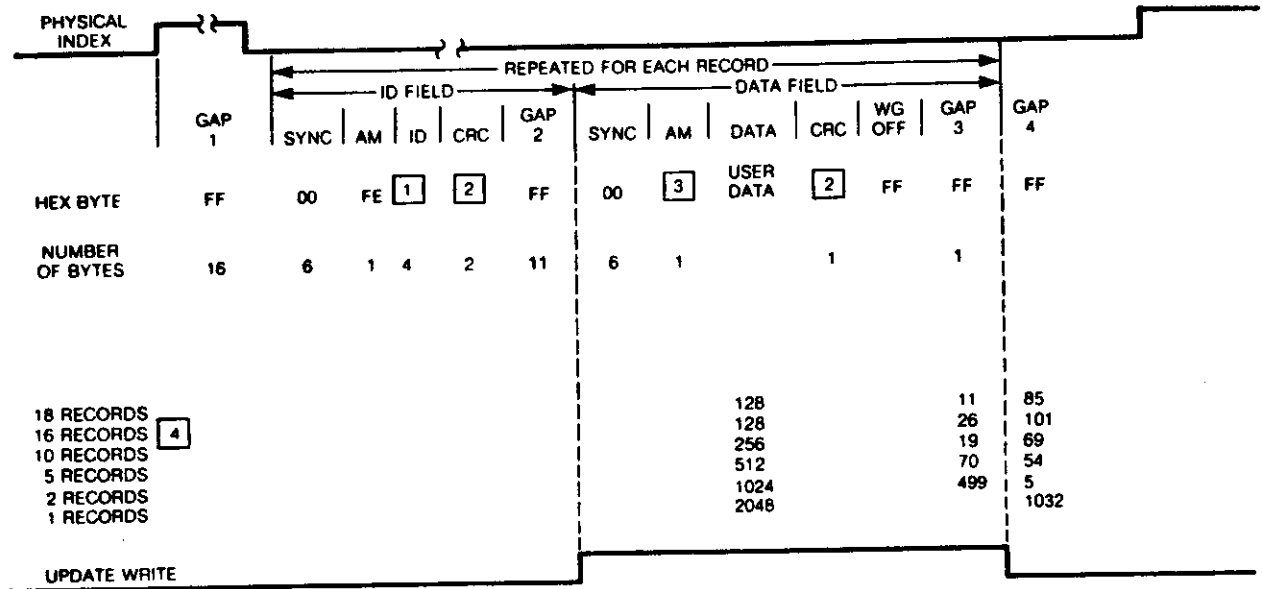 PHYSICAL
INDEX
REPEATED FOR EACH RECORD
ID FIELD DATA FIELD
GAP
1 SYNC AM ID CRC GAP
2 SYNC AM DATA CRC WG
OFF GAP
3 GAP
4
HEX BYTE FF 00 FE 1 2 FF 00 3 USER
DATA 2 FF FF FF
NUMBER
OF BYTES 16 6 1 4 2 11 6 1 1 1
18 RECORDS 128 11 85
16 RECORDS 4 128 26 101
10 RECORDS 256 19 69
5 RECORDS 512 70 54
2 RECORDS 1024 499 5
1 RECORDS 2048 1032
UPDATE WRITE